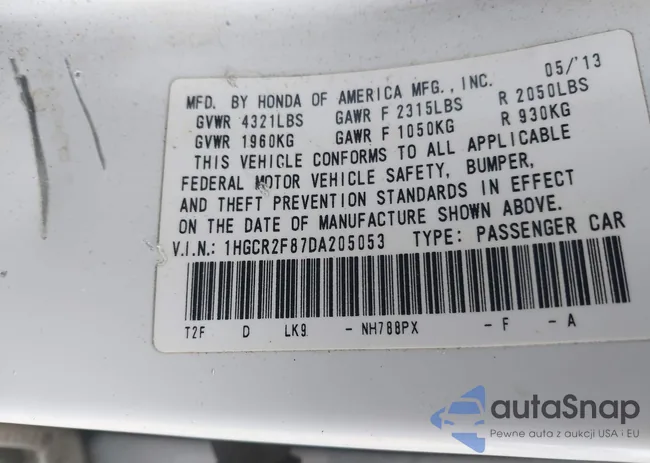 05/'13
MFD. BY HONDA OF AMERICA MFG., INC.
GVWR 4321LBS GAWR F 2315LBS R 2050LBS
GVWR 1960KG GAWR F 1050KG R 930KG
THIS VEHICLE CONFORMS TO ALL APPLICABLE
FEDERAL MOTOR VEHICLE SAFETY, BUMPER,
AND THEFT PREVENTION STANDARDS IN EFFECT
ON THE DATE OF MANUFACTURE SHOWN ABOVE.
V.I.N.: 1HGCR2F87DA205053 TYPE: PASSENGER CAR
T2F D LK9 - NH788PX - F - A
autaSnap
Pewne auta z aukcji USA i EU